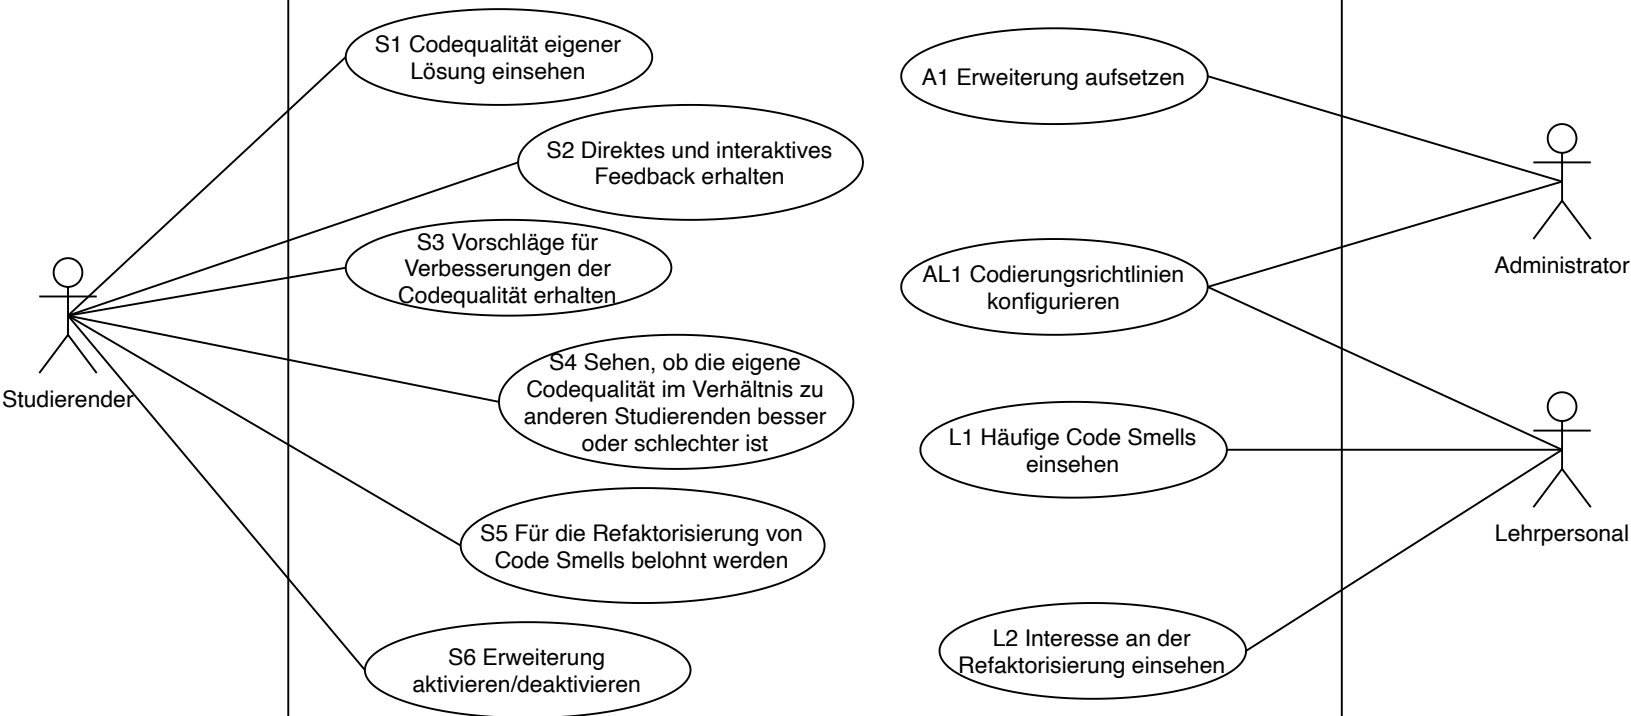 S1 Codequalität eigener
Lösung einsehen
S2 Direktes und interaktives
Feedback erhalten
S3 Vorschläge für
Verbesserungen der
Codequalität erhalten
Studierender
S4 Sehen, ob die eigene
Codequalität im Verhältnis zu
anderen Studierenden besser
oder schlechter ist
S5 Für die Refaktorisierung von
Code Smells belohnt werden
S6 Erweiterung
aktivieren/deaktivieren
A1 Erweiterung aufsetzen
Administrator
AL1 Codierungsrichtlinien
konfigurieren
L1 Häufige Code Smells
einsehen
Lehrpersonal
L2 Interesse an der
Refaktorisierung einsehen